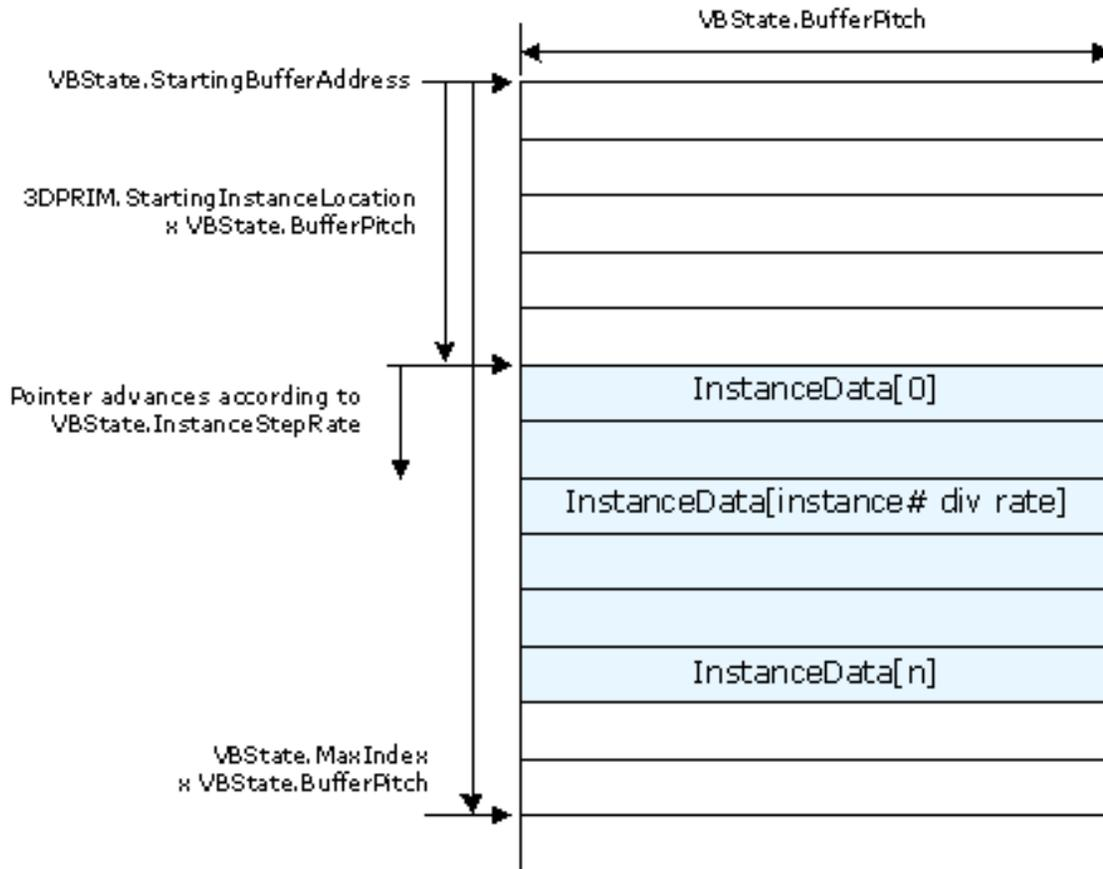 VBState.BufferPitch
VBState.StartingBufferAddress
3DPRIM.StartingInstanceLocation
x VBState.BufferPitch
InstanceData[0]
Pointer advances according to
VBState.InstanceStepRate
InstanceData[instance# div rate]
InstanceData[n]
VBState.MaxIndex
x VBState.BufferPitch